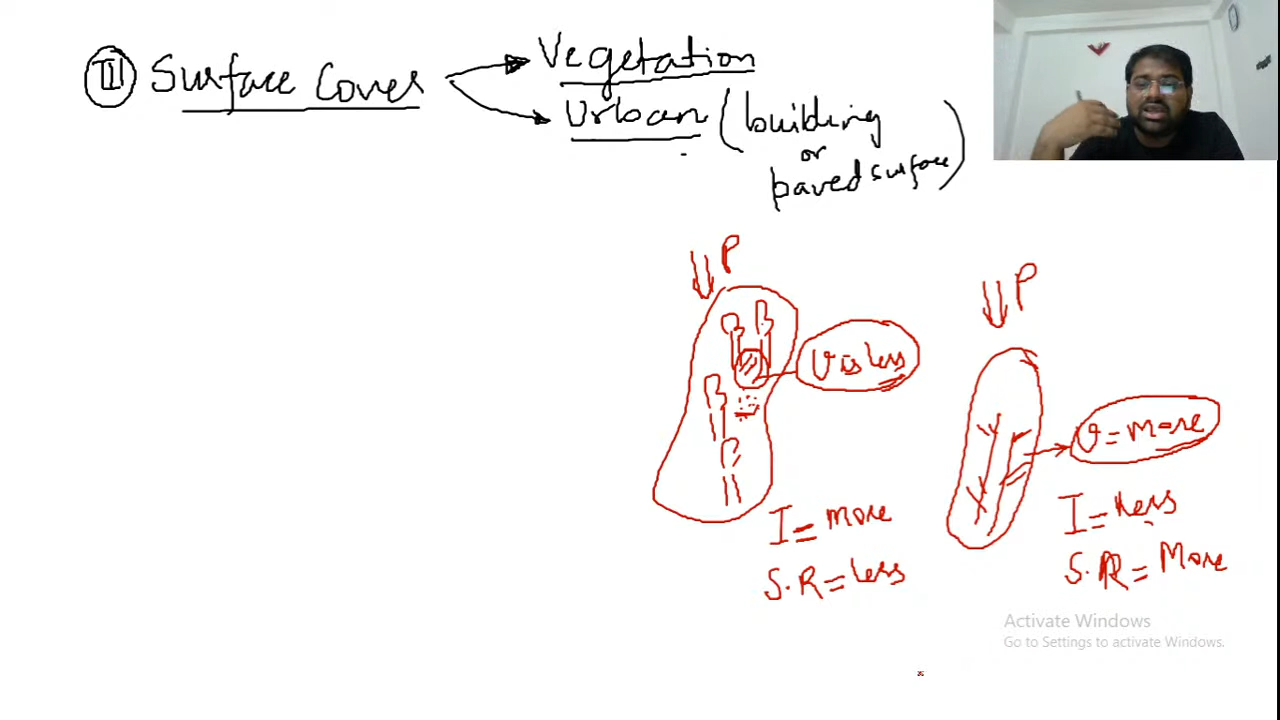 III Surface Cover
Vegetation
Urban (building
or
paved surface)
P
V is less
I = more
S.R = less
P
V = more
I = less
S.R = More
Activate Windows
Go to Settings to activate Windows.